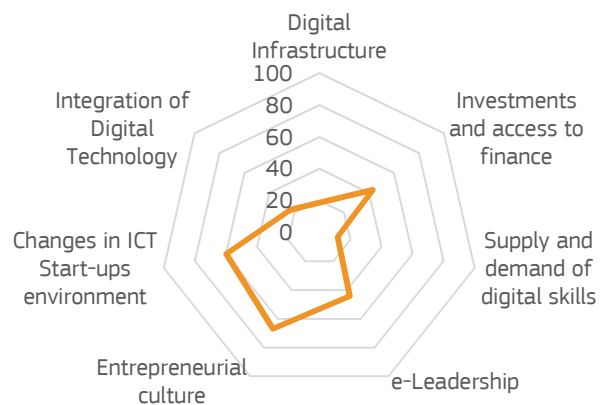 Digital
Infrastructure
100
80
60
40
20
0
Investments
and access to
finance
Supply and
demand of
digital skills
e-Leadership
Entrepreneurial
culture
Changes in ICT
Start-ups
environment
Integration of
Digital
Technology